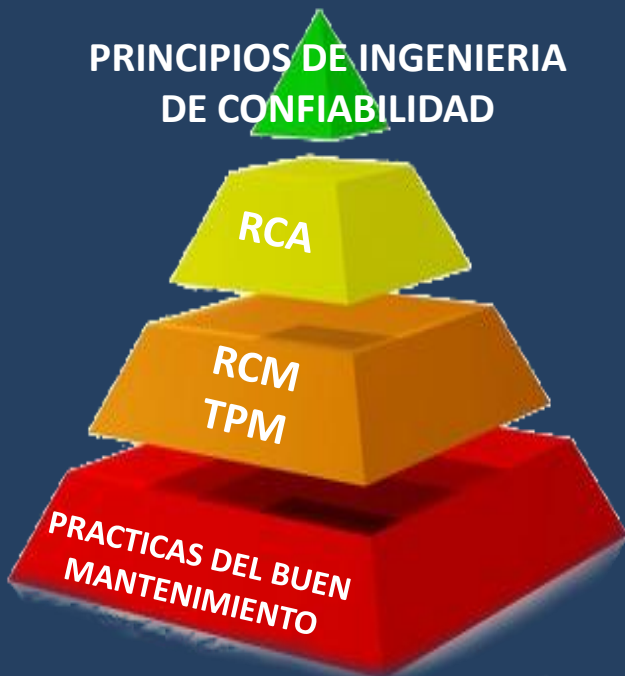 PRINCIPIOS DE INGENIERIA
DE CONFIABILIDAD
RCA
RCM
TPM
PRACTICAS DEL BUEN
MANTENIMIENTO